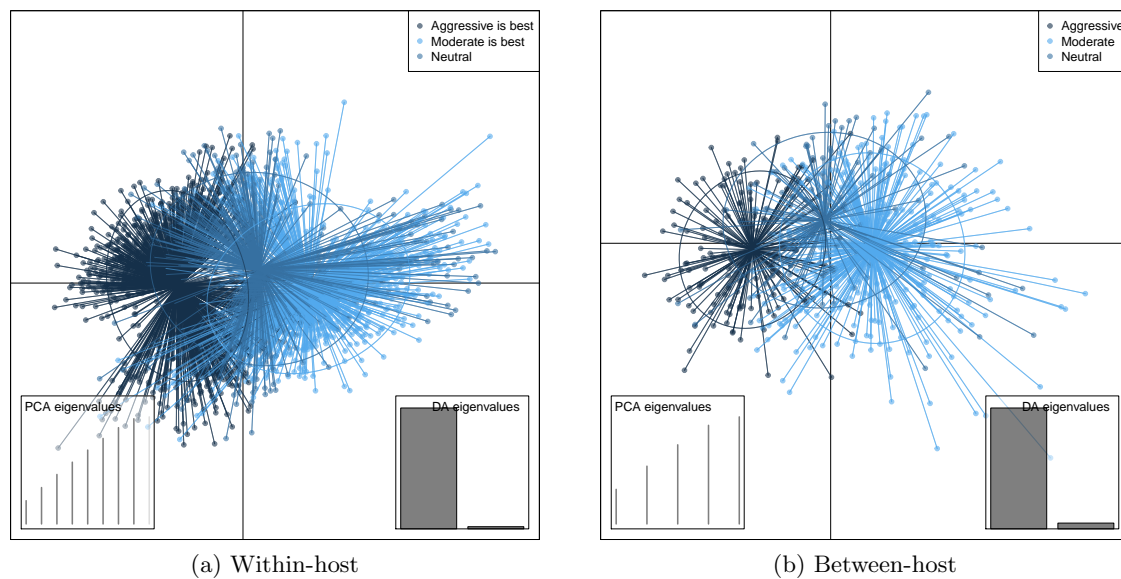 Aggressive is best
Moderate is best
Neutral
PCA eigenvalues
DA eigenvalues
(a) Within-host
Aggressive
Moderate
Neutral
PCA eigenvalues
DA eigenvalues
(b) Between-host